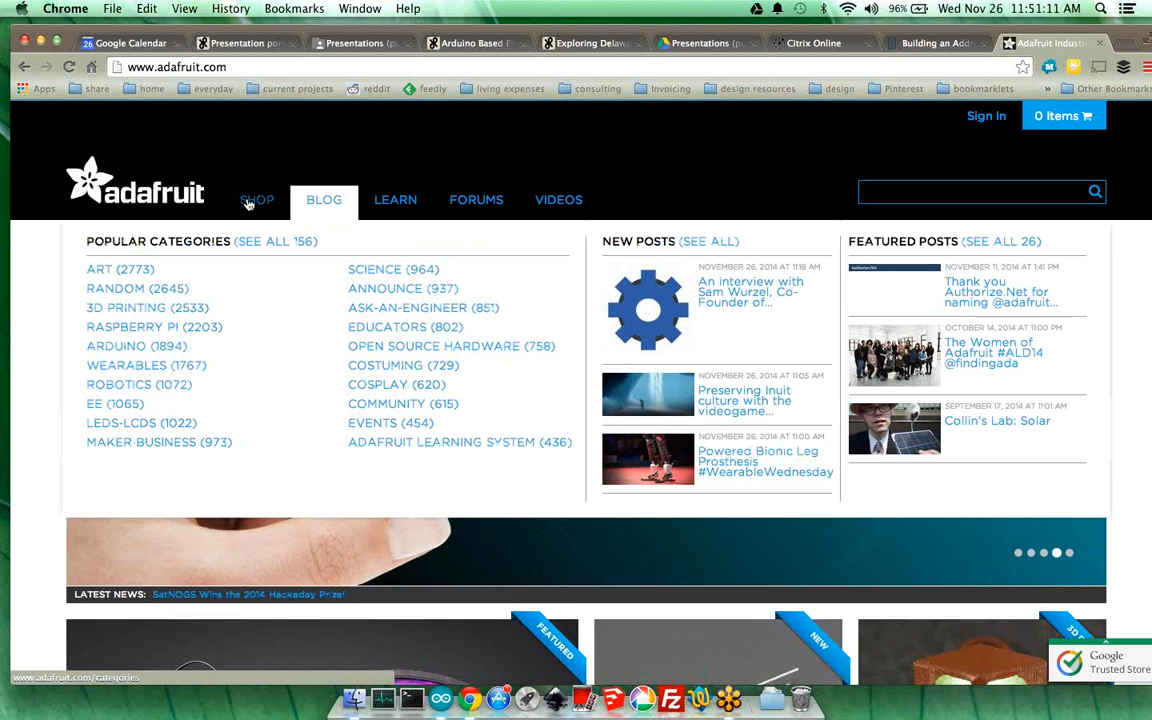 Chrome File Edit View History Bookmarks Window Help 96% Wed Nov 26 11:51:11 AM
26 Google Calendar Presentation por Presentations (pu Arduino Based F Exploring Delaw Presentations (pu Citrix Online Building an Add Adafruit Indust
www.adafruit.com
Apps share home everyday current projects reddit feedly living expenses consulting Invoicing design resources design Pinterest bookmarklets » Other Bookmarks
Sign In 0 Items
adafruit SHOP BLOG LEARN FORUMS VIDEOS
POPULAR CATEGORIES (SEE ALL 156)
ART (2773)
RANDOM (2645)
3D PRINTING (2533)
RASPBERRY PI (2203)
ARDUINO (1894)
WEARABLES (1767)
ROBOTICS (1072)
EE (1065)
LEDS-LCDS (1022)
MAKER BUSINESS (973)
SCIENCE (964)
ANNOUNCE (937)
ASK-AN-ENGINEER (851)
EDUCATORS (802)
OPEN SOURCE HARDWARE (758)
COSTUMING (729)
COSPLAY (620)
COMMUNITY (615)
EVENTS (454)
ADAFRUIT LEARNING SYSTEM (436)
NEW POSTS (SEE ALL)
NOVEMBER 26, 2014 AT 11:18 AM
An interview with
Sam Wurzel, Co-
Founder of...
NOVEMBER 26, 2014 AT 11:05 AM
Preserving Inuit
culture with the
videogame...
NOVEMBER 26, 2014 AT 11:00 AM
Powered Bionic Leg
Prosthesis
#WearableWednesday
FEATURED POSTS (SEE ALL 26)
Authorize.Net
NOVEMBER 11, 2014 AT 1:41 PM
Thank you
Authorize.Net for
naming @adafruit...
OCTOBER 14, 2014 AT 11:00 PM
The Women of
Adafruit #ALD14
@findingada
SEPTEMBER 17, 2014 AT 11:01 AM
Collin's Lab: Solar
LATEST NEWS: SatNOGS Wins the 2014 Hackaday Prize!
FEATURED
NEW
3D
Google
Trusted Store
www.adafruit.com/categories